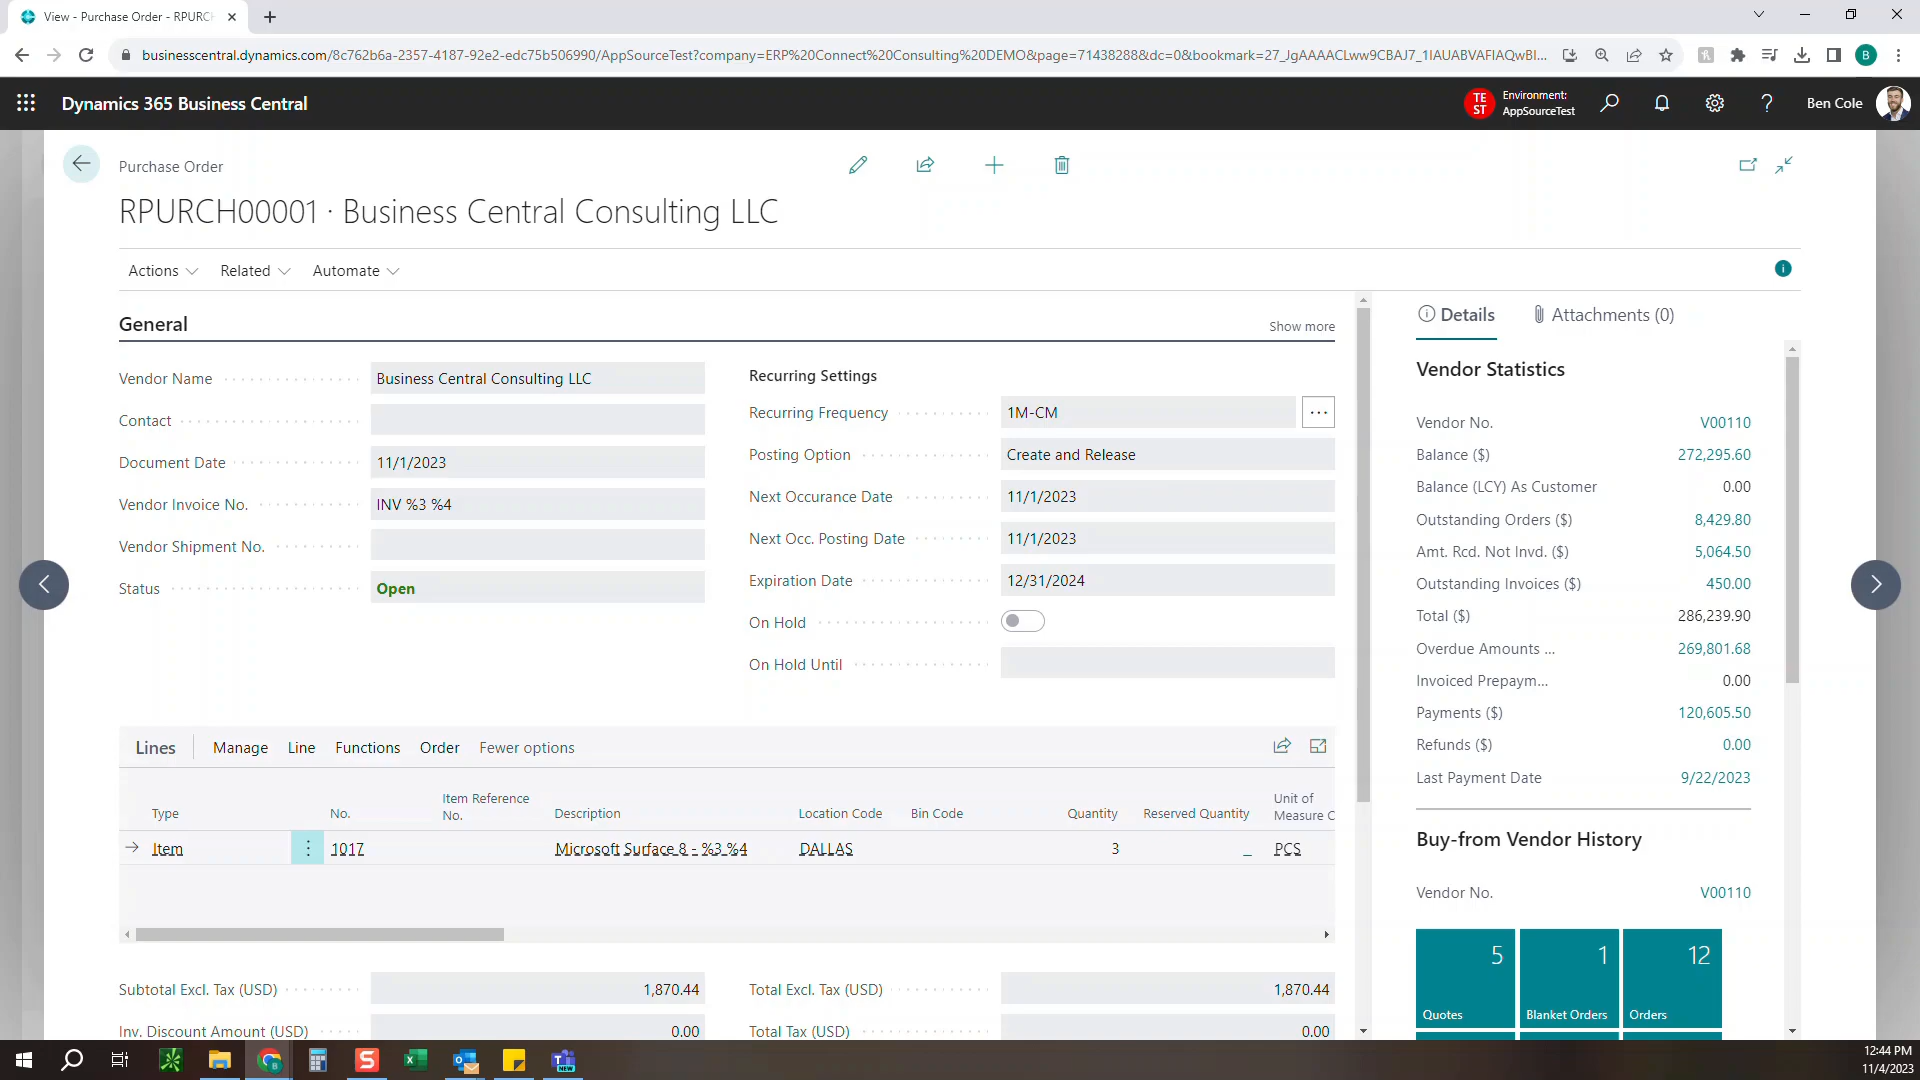 View - Purchase Order - RPURCH
businesscentral.dynamics.com/8c762b6a-2357-4187-92e2-edc75b506990/AppSourceTest?company=ERP%20Connect%20Consulting%20DEMO&page=71438288&dc=0&bookmark=27_JgAAAACLww9CBAJ7_1IAUABVAFIAQwBI...
B
Dynamics 365 Business Central
TE
ST
Environment:
AppSourceTest
Ben Cole
Purchase Order
RPURCH00001 · Business Central Consulting LLC
Actions
Related
Automate
General
Show more
Vendor Name
Business Central Consulting LLC
Contact
Document Date
11/1/2023
Vendor Invoice No.
INV %3 %4
Vendor Shipment No.
Status
Open
Recurring Settings
Recurring Frequency
1M-CM
Posting Option
Create and Release
Next Occurance Date
11/1/2023
Next Occ. Posting Date
11/1/2023
Expiration Date
12/31/2024
On Hold
On Hold Until
Lines
Manage
Line
Functions
Order
Fewer options
Type
No.
Item Reference
No.
Description
Location Code
Bin Code
Quantity
Reserved Quantity
Unit of
Measure C
Item
1017
Microsoft Surface 8 - %3 %4
DALLAS
3
_
PCS
Subtotal Excl. Tax (USD)
1,870.44
Total Excl. Tax (USD)
1,870.44
Inv. Discount Amount (USD)
0.00
Total Tax (USD)
0.00
Details
Attachments (0)
Vendor Statistics
Vendor No.
V00110
Balance ($)
272,295.60
Balance (LCY) As Customer
0.00
Outstanding Orders ($)
8,429.80
Amt. Rcd. Not Invd. ($)
5,064.50
Outstanding Invoices ($)
450.00
Total ($)
286,239.90
Overdue Amounts ...
269,801.68
Invoiced Prepaym...
0.00
Payments ($)
120,605.50
Refunds ($)
0.00
Last Payment Date
9/22/2023
Buy-from Vendor History
Vendor No.
V00110
5
Quotes
1
Blanket Orders
12
Orders
12:44 PM
11/4/2023